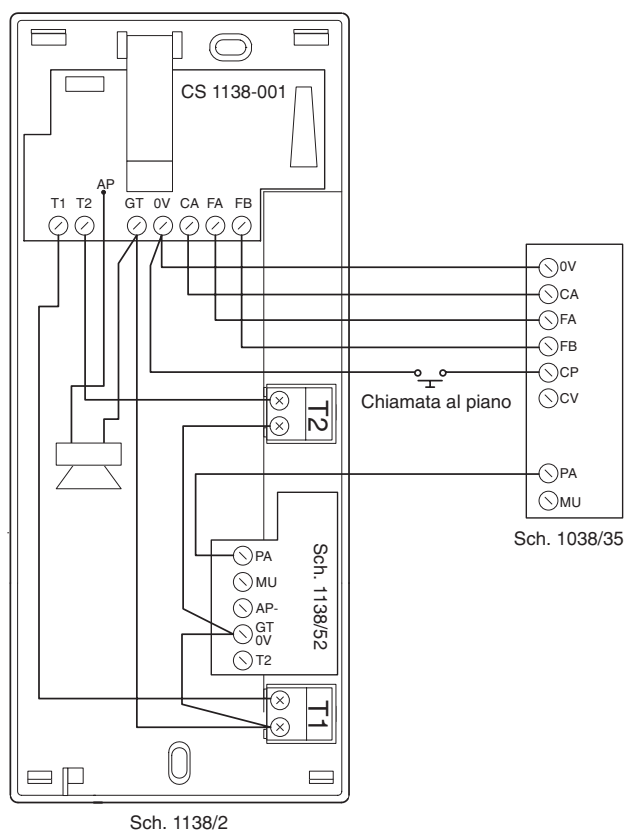 CS 1138-001
AP
T1 T2 GT 0V CA FA FB
0V
CA
FA
FB
CP
CV
PA
MU
Chiamata al piano
Sch. 1038/35
T2
PA
MU
AP-
GT
0V
T2
Sch. 1138/52
T1
Sch. 1138/2